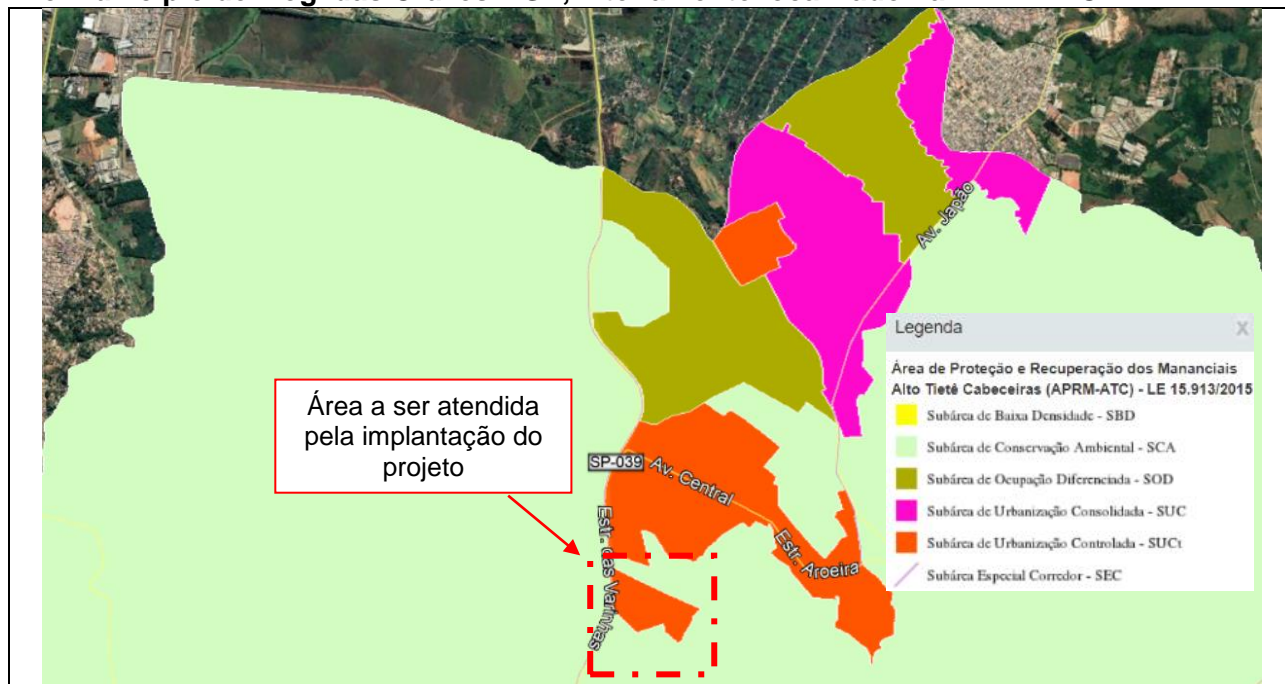 Área a ser atendida
pela implantação do
projeto
SP-039
Av. Central
Estr. das Varinhas
Estr. Aroeira
Av. Japão
Legenda
X
Área de Proteção e Recuperação dos Mananciais
Alto Tietê Cabeceiras (APRM-ATC) - LE 15.913/2015
Subárea de Baixa Densidade - SBD
Subárea de Conservação Ambiental - SCA
Subárea de Ocupação Diferenciada - SOD
Subárea de Urbanização Consolidada - SUC
Subárea de Urbanização Controlada - SUCt
Subárea Especial Corredor - SEC